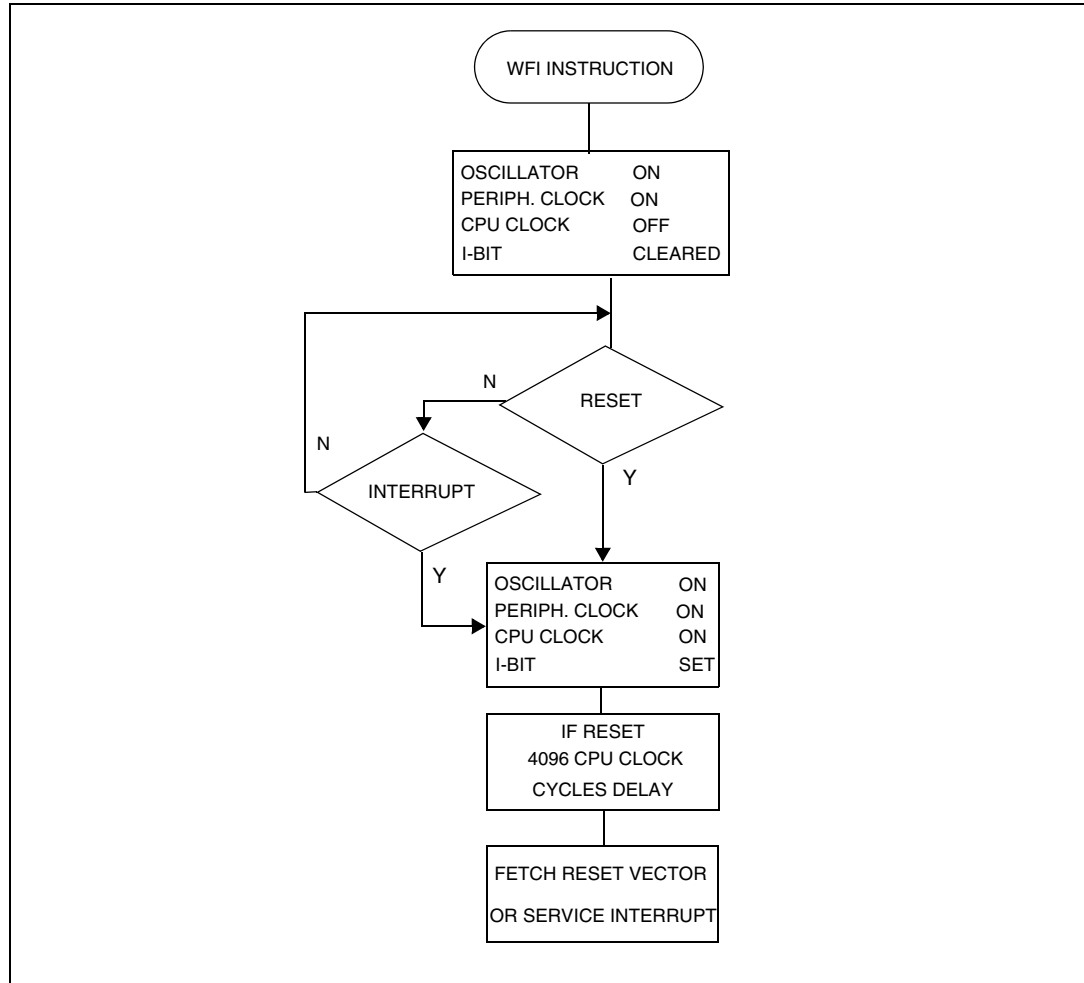 WFI INSTRUCTION
OSCILLATOR ON
PERIPH. CLOCK ON
CPU CLOCK OFF
I-BIT CLEARED
RESET
N
Y
INTERRUPT
N
Y
OSCILLATOR ON
PERIPH. CLOCK ON
CPU CLOCK ON
I-BIT SET
IF RESET
4096 CPU CLOCK
CYCLES DELAY
FETCH RESET VECTOR
OR SERVICE INTERRUPT